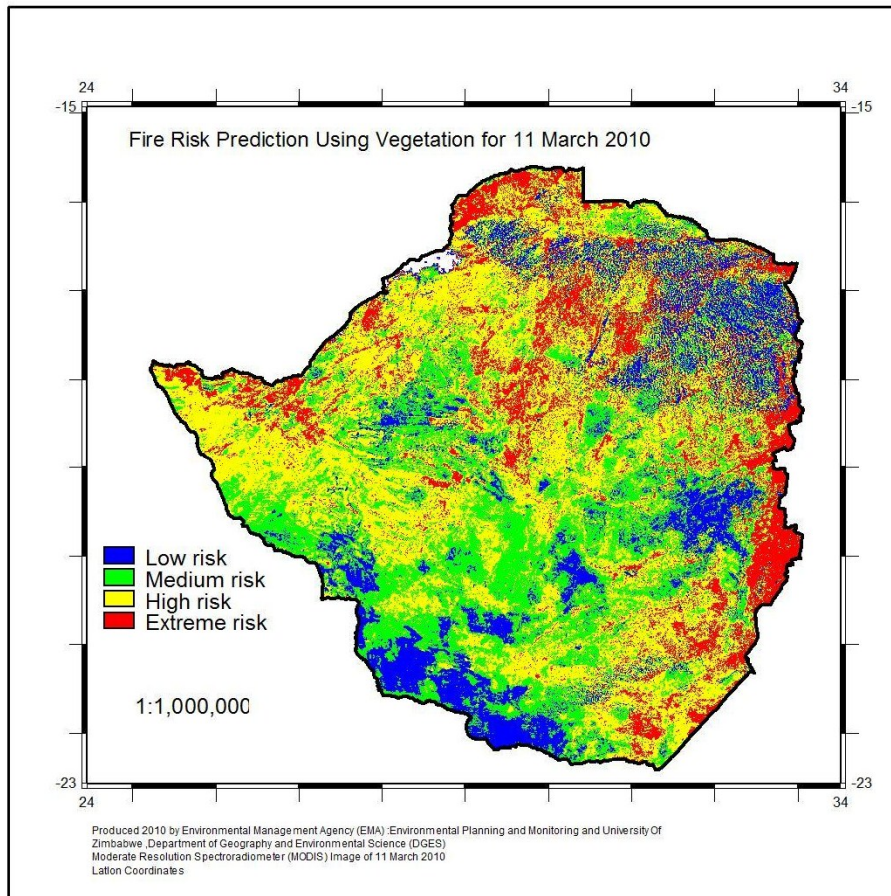 24 34
-15 -15
Fire Risk Prediction Using Vegetation for 11 March 2010
Low risk
Medium risk
High risk
Extreme risk
1:1,000,000
-23 -23
24 34
Produced 2010 by Environmental Management Agency (EMA) :Environmental Planning and Monitoring and University Of
Zimbabwe ,Department of Geography and Environmental Science (DGES)
Moderate Resolution Spectroradiometer (MODIS) Image of 11 March 2010
Latlon Coordinates